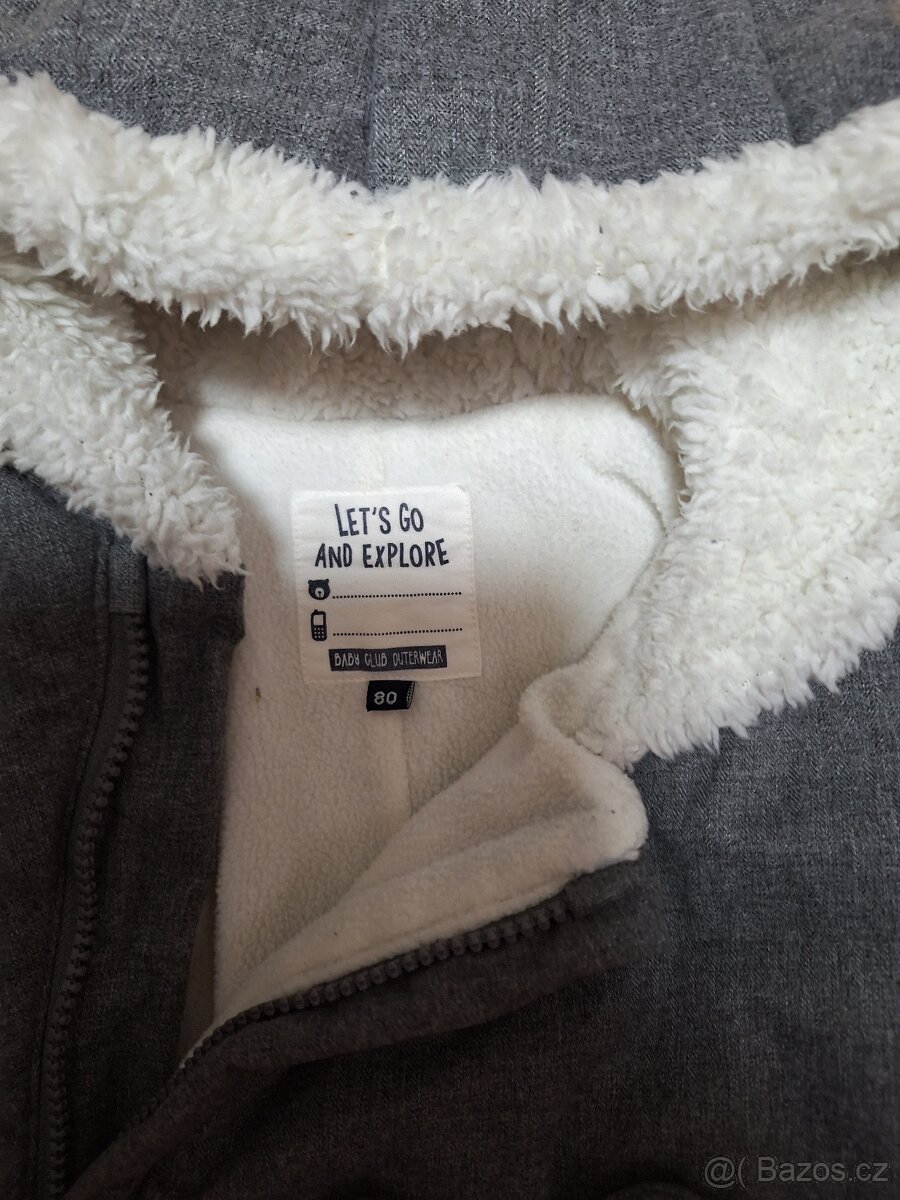 LET'S GO
AND EXPLORE
BABY CLUB OUTERWEAR
80
@( Bazos.cz